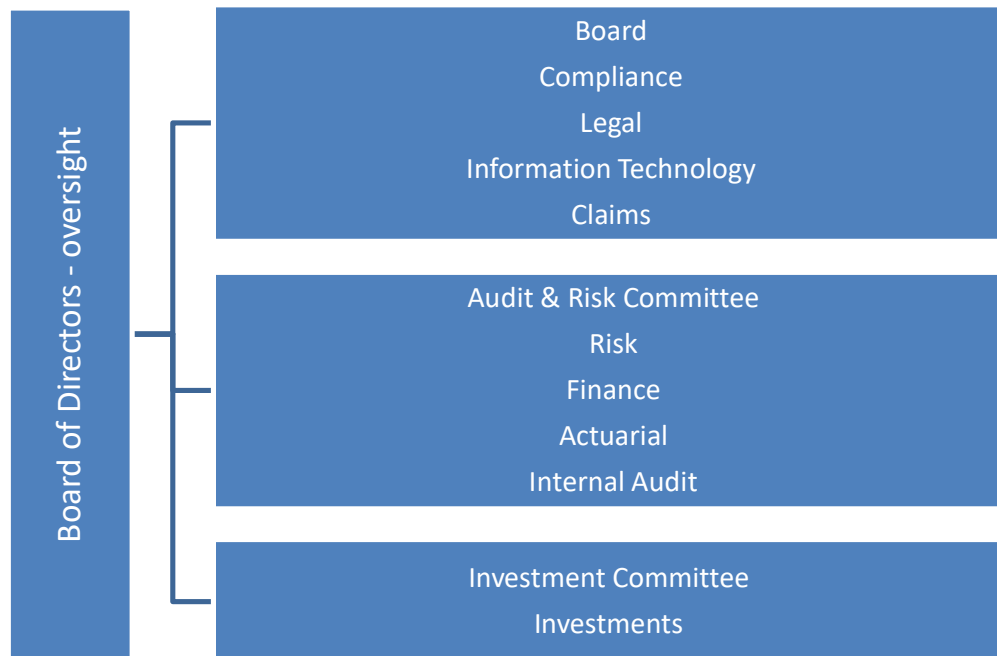 Board of Directors - oversight
Board
Compliance
Legal
Information Technology
Claims
Audit & Risk Committee
Risk
Finance
Actuarial
Internal Audit
Investment Committee
Investments